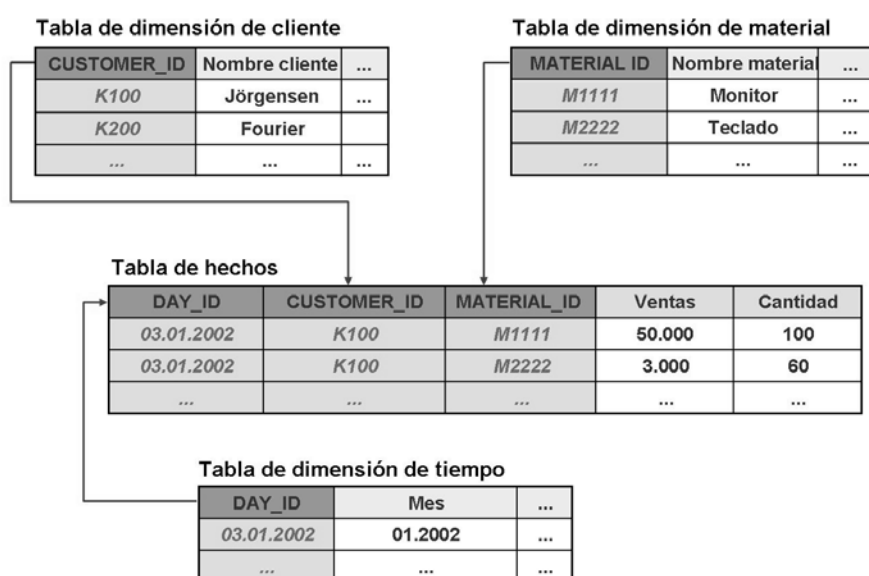 Tabla de dimensión de cliente
CUSTOMER_ID Nombre cliente ...
K100 Jörgensen ...
K200 Fourier
... ... ...
Tabla de dimensión de material
MATERIAL ID Nombre material ...
M1111 Monitor ...
M2222 Teclado ...
... ... ...
Tabla de hechos
DAY_ID CUSTOMER_ID MATERIAL_ID Ventas Cantidad
03.01.2002 K100 M1111 50.000 100
03.01.2002 K100 M2222 3.000 60
... ... ... ... ...
Tabla de dimensión de tiempo
DAY_ID Mes ...
03.01.2002 01.2002 ...
... ... ...